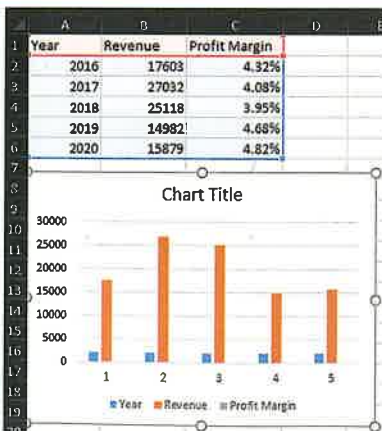 A B C D E
1 Year Revenue Profit Margin
2 2016 17603 4.32%
3 2017 27032 4.08%
4 2018 25118 3.95%
5 2019 14982 4.68%
6 2020 15879 4.82%
7
8 Chart Title
9
10 30000
11 25000
12 20000
13 15000
14 10000
15 5000
16 0
17 1 2 3 4 5
18 Year Revenue Profit Margin
19
20